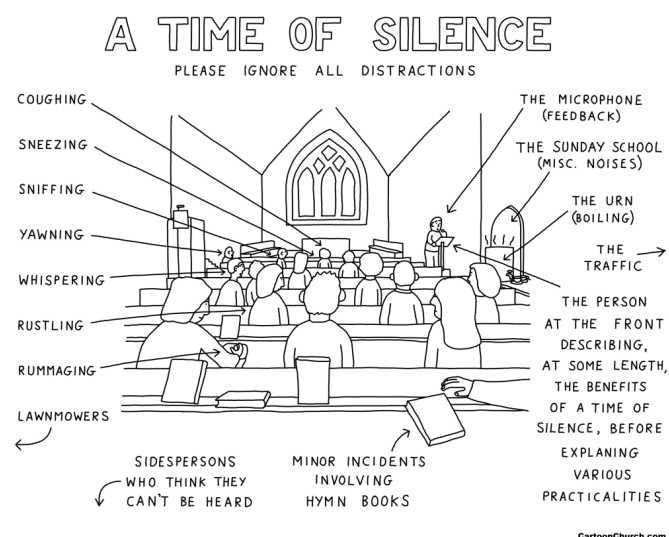 A TIME OF SILENCE
PLEASE IGNORE ALL DISTRACTIONS
COUGHING
SNEEZING
SNIFFING
YAWNING
WHISPERING
RUSTLING
RUMMAGING
LAWNMOWERS
SIDESPERSONS
WHO THINK THEY
CAN'T BE HEARD
MINOR INCIDENTS
INVOLVING
HYMN BOOKS
THE MICROPHONE
(FEEDBACK)
THE SUNDAY SCHOOL
(MISC. NOISES)
THE URN
(BOILING)
THE
TRAFFIC
THE PERSON
AT THE FRONT
DESCRIBING,
AT SOME LENGTH,
THE BENEFITS
OF A TIME OF
SILENCE, BEFORE
EXPLANING
VARIOUS
PRACTICALITIES
CartoonChurch.com